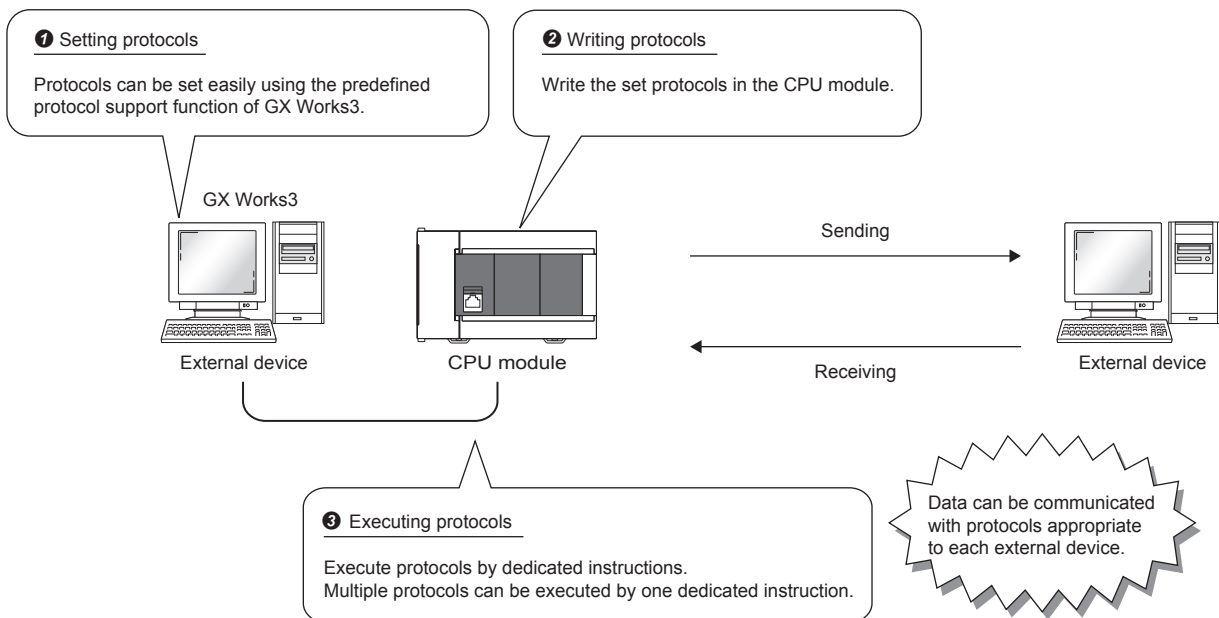 ❶ Setting protocols
Protocols can be set easily using the predefined
protocol support function of GX Works3.
❷ Writing protocols
Write the set protocols in the CPU module.
GX Works3
External device
CPU module
Sending
Receiving
External device
❸ Executing protocols
Execute protocols by dedicated instructions.
Multiple protocols can be executed by one dedicated instruction.
Data can be communicated
with protocols appropriate
to each external device.